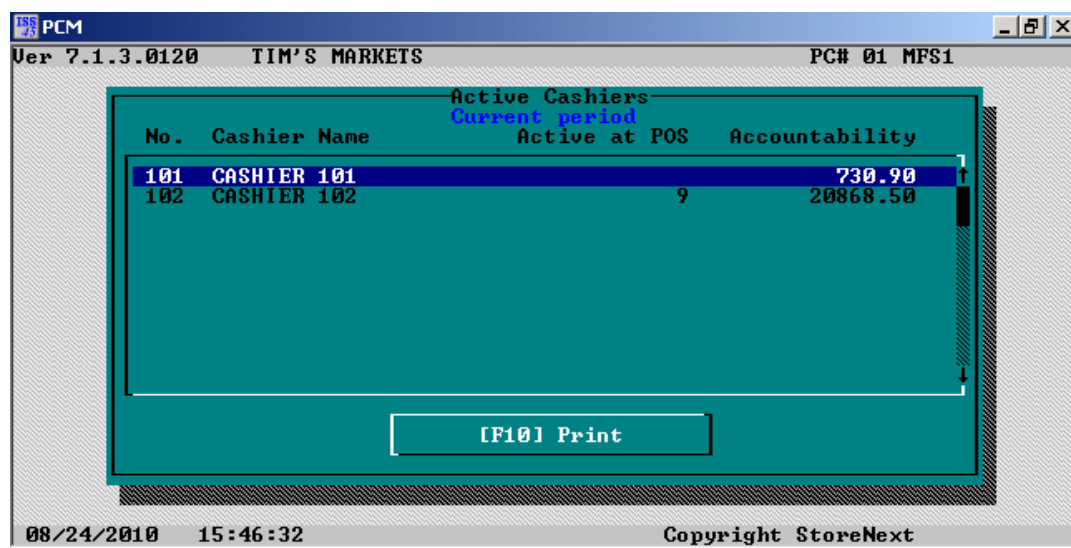 ISS 45 PCM
Ver 7.1.3.0120 TIM'S MARKETS PC# 01 MFS1
Active Cashiers
Current period
No. Cashier Name Active at POS Accountability
101 CASHIER 101 730.90
102 CASHIER 102 9 20868.50
[F10] Print
08/24/2010 15:46:32 Copyright StoreNext